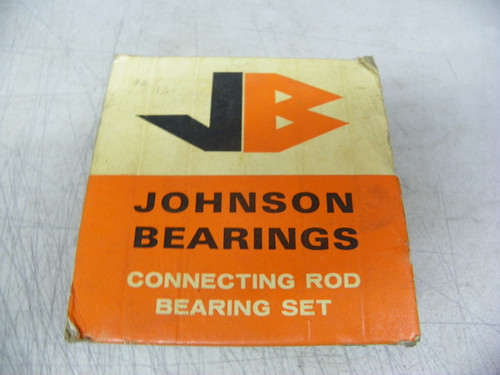 JB
JOHNSON
BEARINGS
CONNECTING ROD
BEARING SET